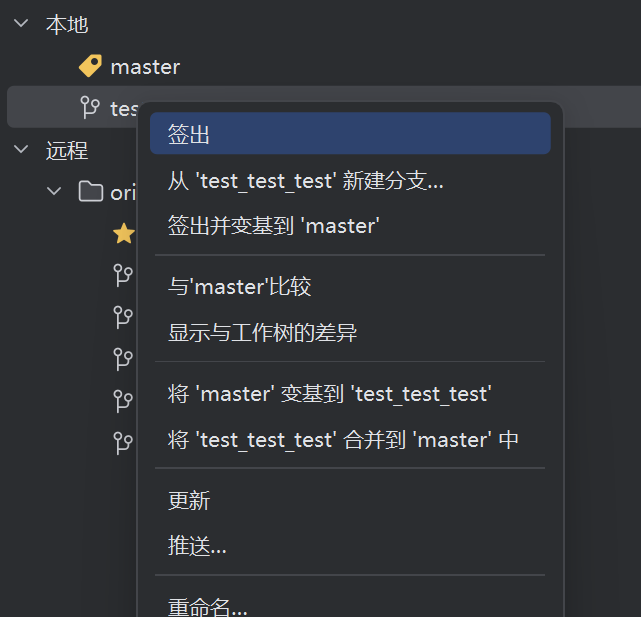 本地
master
签出
从 'test_test_test' 新建分支...
签出并变基到 'master'
远程
与'master'比较
显示与工作树的差异
将 'master' 变基到 'test_test_test'
将 'test_test_test' 合并到 'master' 中
更新
推送...
重命名...